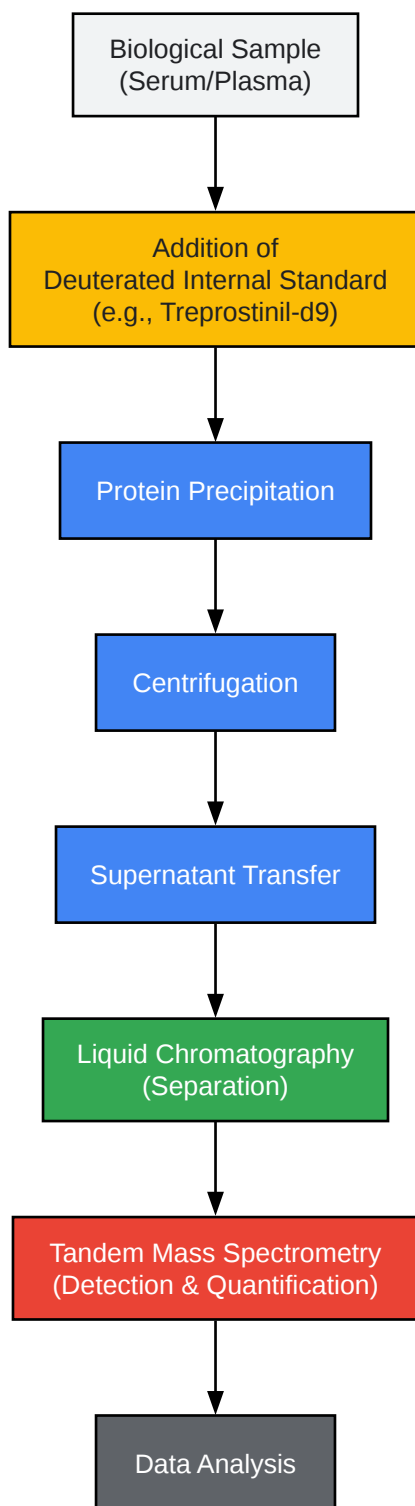 Biological Sample
(Serum/Plasma)
Addition of
Deuterated Internal Standard
(e.g., Treprostinil-d9)
Protein Precipitation
Centrifugation
Supernatant Transfer
Liquid Chromatography
(Separation)
Tandem Mass Spectrometry
(Detection & Quantification)
Data Analysis